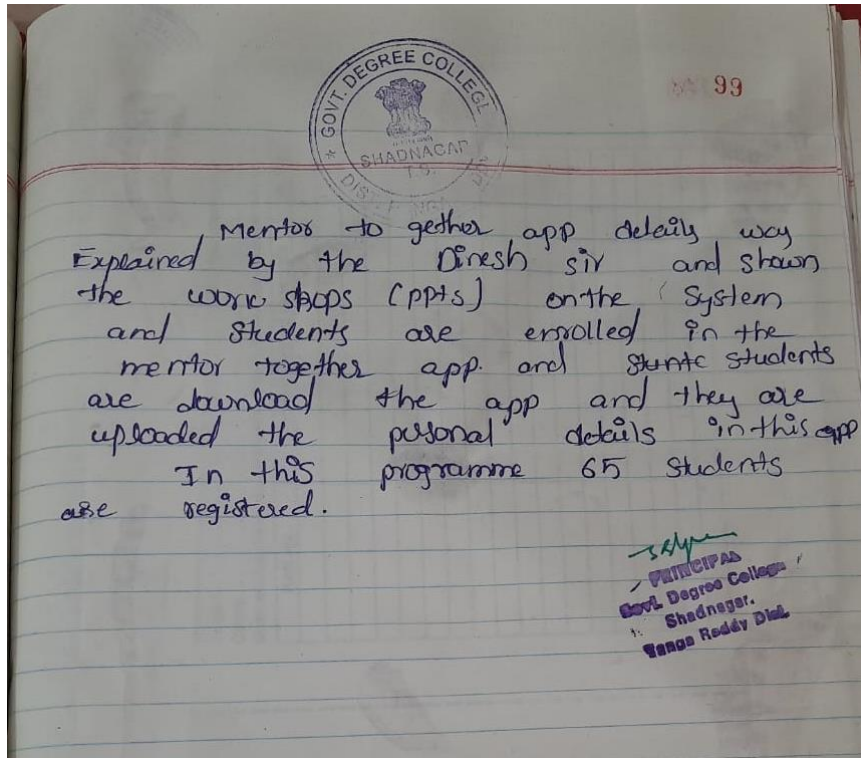 GOVT. DEGREE COLLEGE
SHADNAGAR
T.S.
99
Mentor to gether app details way
Explained by the Dinesh sir and shown
the work shops (ppts) on the System
and Students are enrolled in the
mentor together app. and students
are download the app and they are
uploaded the personal details in this app
In this programme 65 Students
are registered.
PRINCIPAL
Govt. Degree College
Shadnagar.
Ranga Reddy Dist.